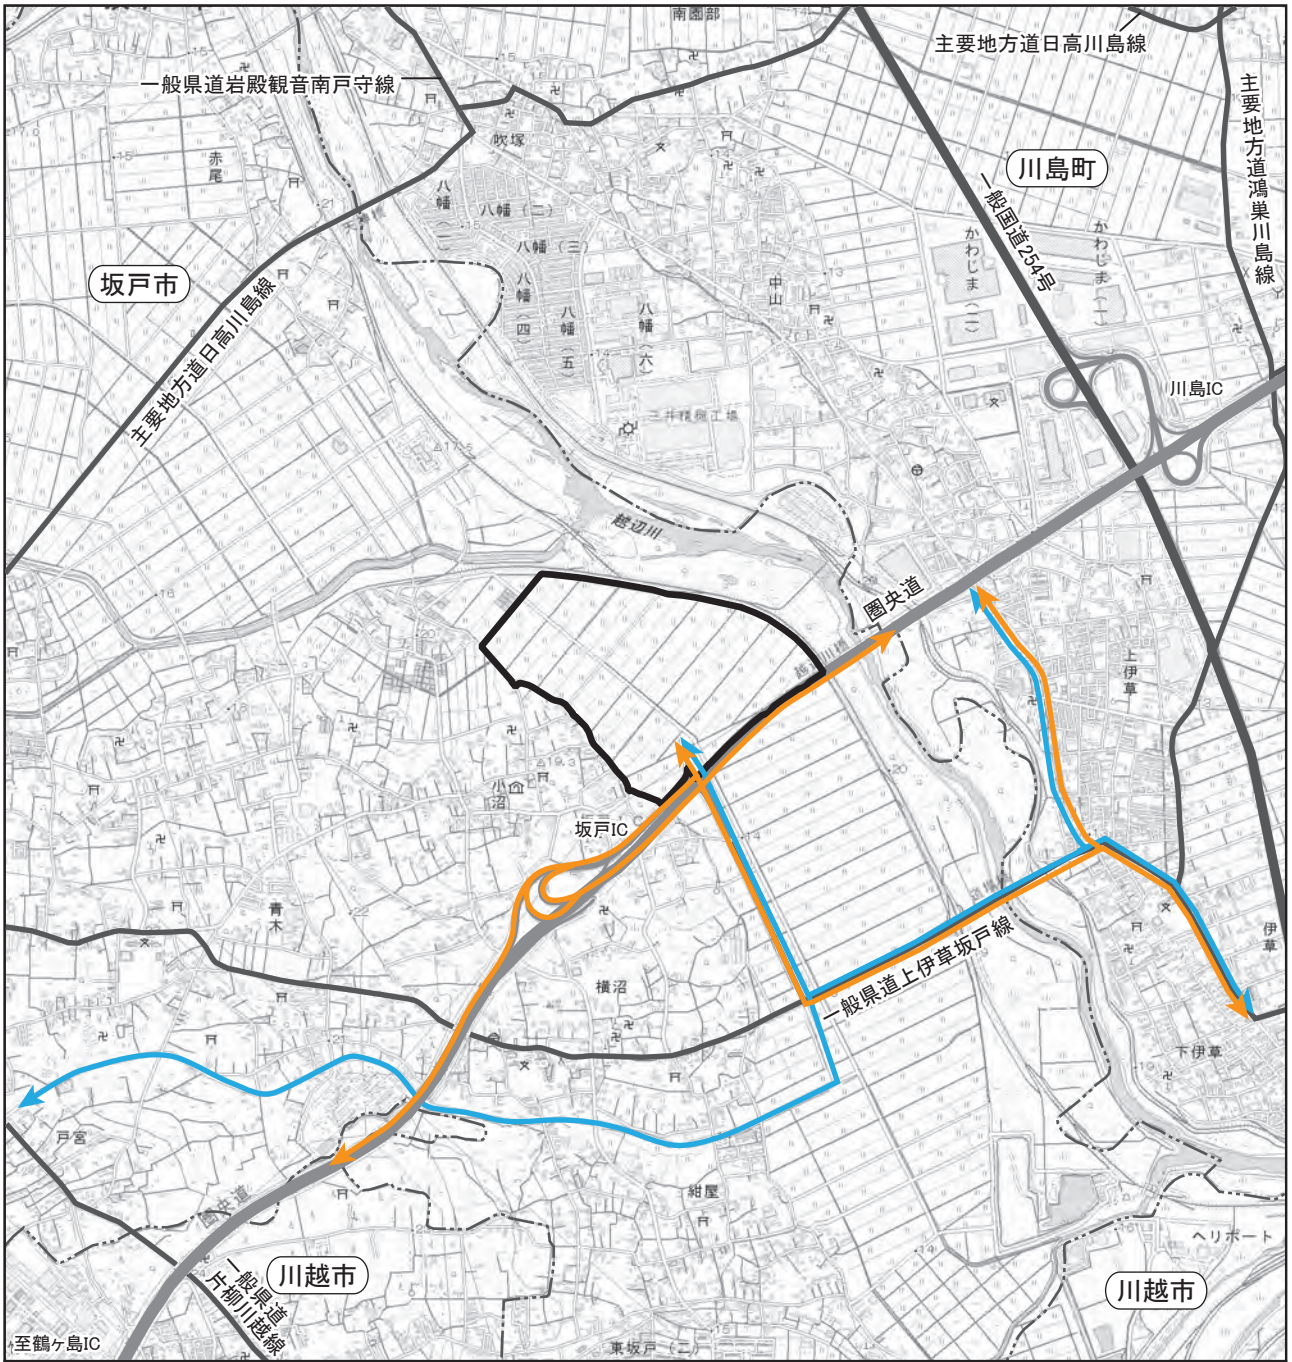 南園部
主要地方道日高川島線
一般県道岩殿観音南戸守線
主要地方道鴻巣川島線
吹塚
赤尾
川島町
八幡(一)
八幡(二)
一般国道254号
かわじま(二)
かわじま(一)
八幡(三)
坂戸市
八幡(四)
中山
八幡(五)
八幡(六)
主要地方道日高川島線
川島IC
三井精機工場
越辺川
圏央道
越辺川橋
上伊草
小沼
坂戸IC
青木
伊草
一般県道上伊草坂戸線
横沼
下伊草
戸宮
紺屋
圏央道
ヘリポート
川越市
川越市
一般県道
片柳川越線
至鶴ヶ島IC
東坂戸(二)